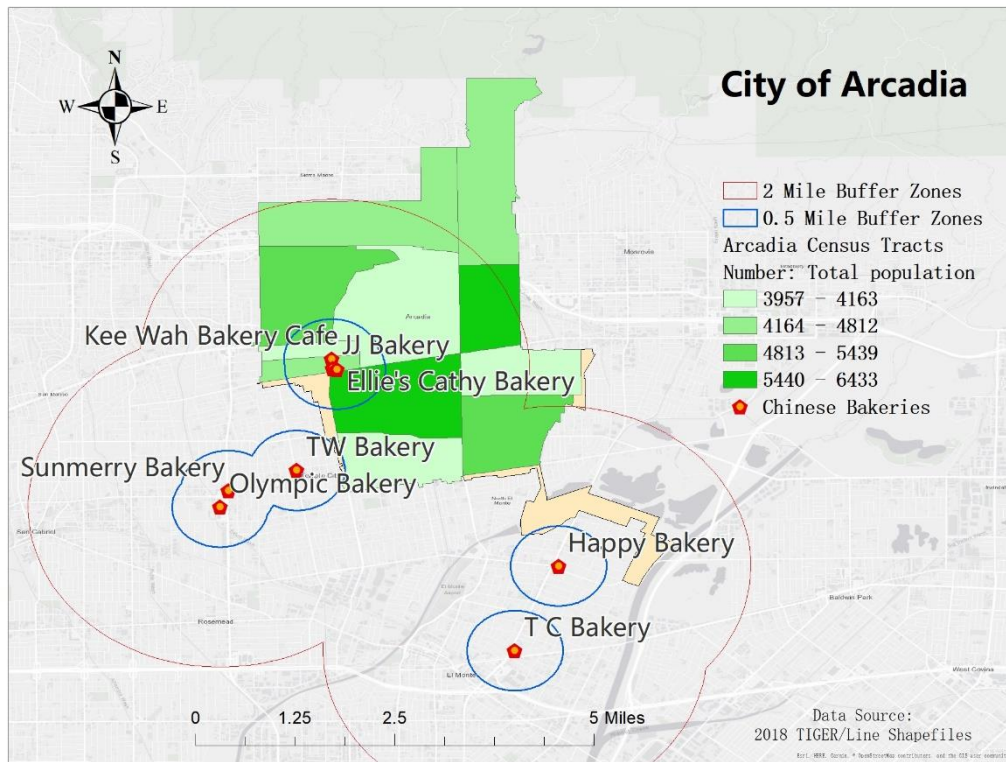 City of Arcadia
N
W E
S
2 Mile Buffer Zones
0.5 Mile Buffer Zones
Arcadia Census Tracts
Number: Total population
3957 - 4163
4164 - 4812
4813 - 5439
5440 - 6433
Chinese Bakeries
Monrovia
Arcadia
Kee Wah Bakery Cafe
JJ Bakery
Ellie's Cathy Bakery
TW Bakery
Sunmerry Bakery
Olympic Bakery
San Gabriel
Happy Bakery
Baldwin Park
Rosemead
T C Bakery
El Monte
West Covina
0 1.25 2.5 5 Miles
Data Source:
2018 TIGER/Line Shapefiles